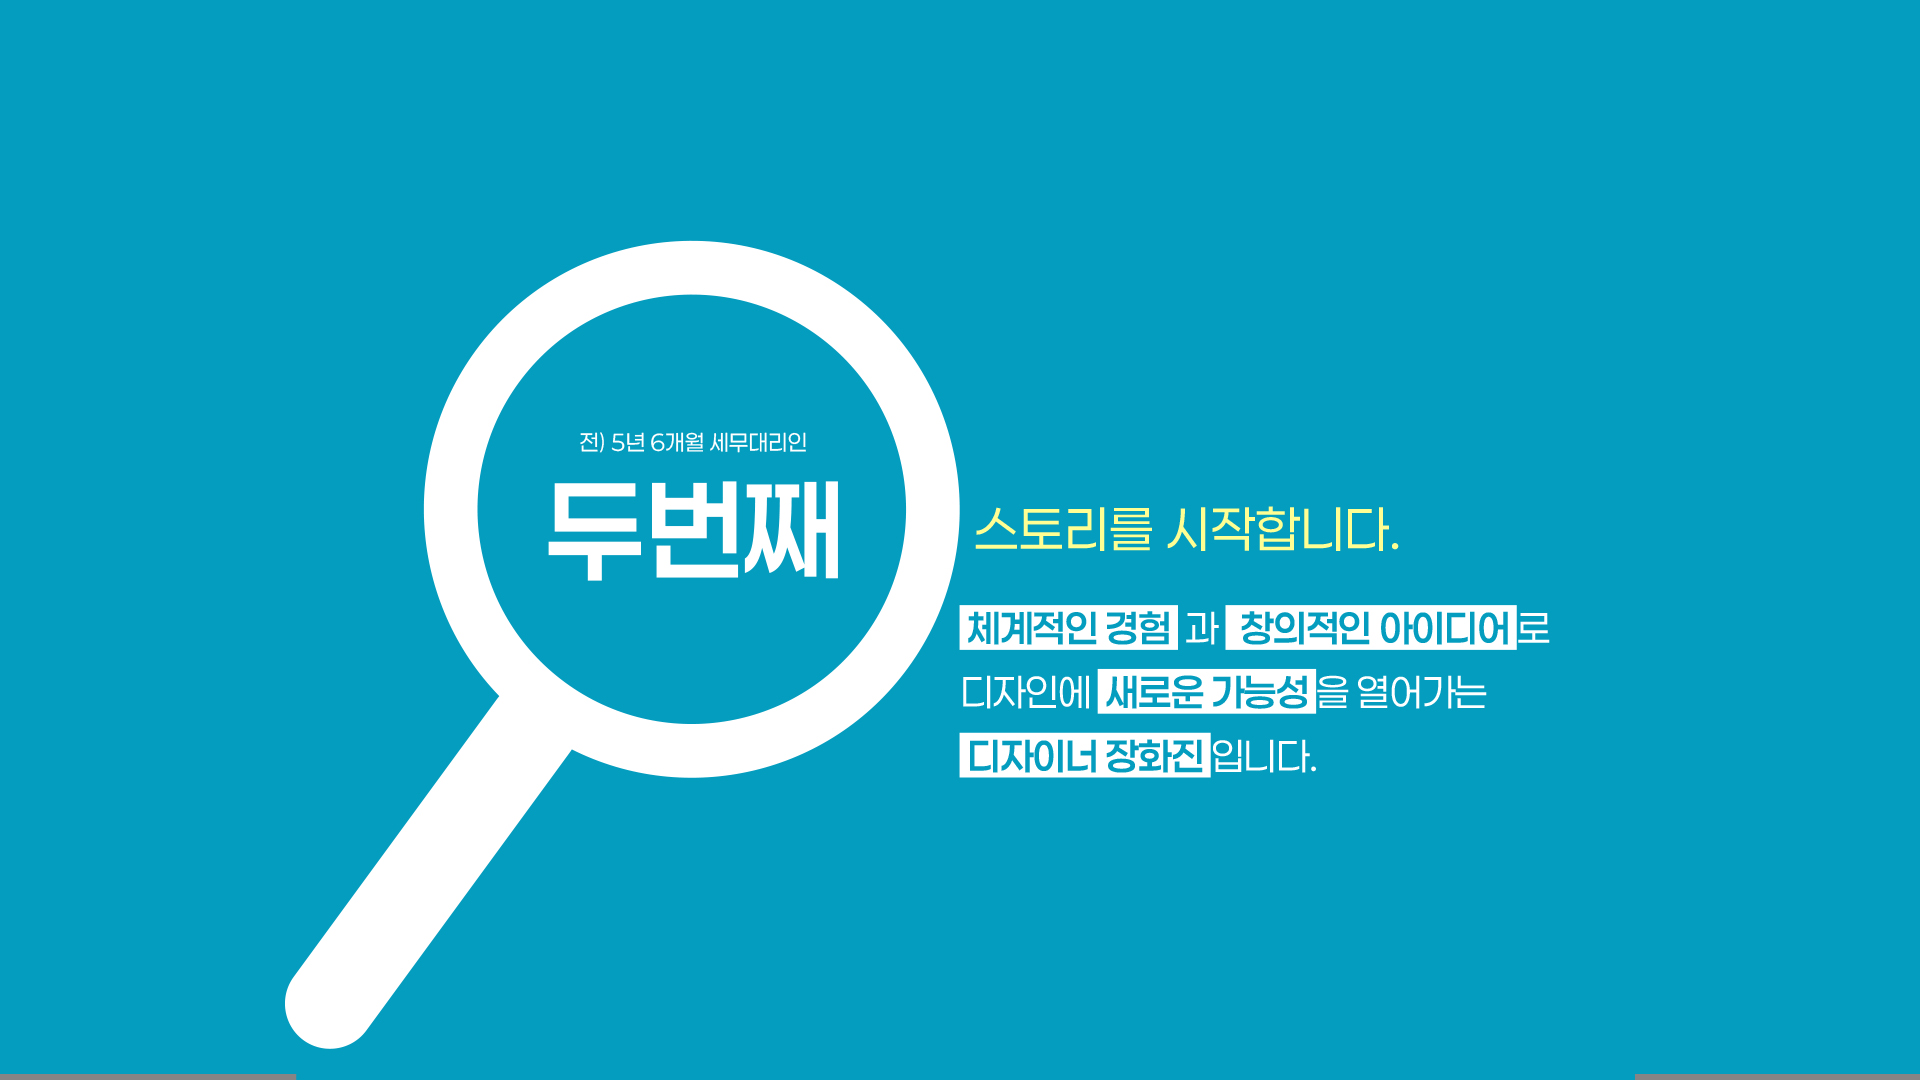 전) 5년 6개월 세무대리인
두번째
스토리를 시작합니다.
체계적인 경험 과 창의적인 아이디어로
디자인에 새로운 가능성을 열어가는
디자이너 장화진입니다.